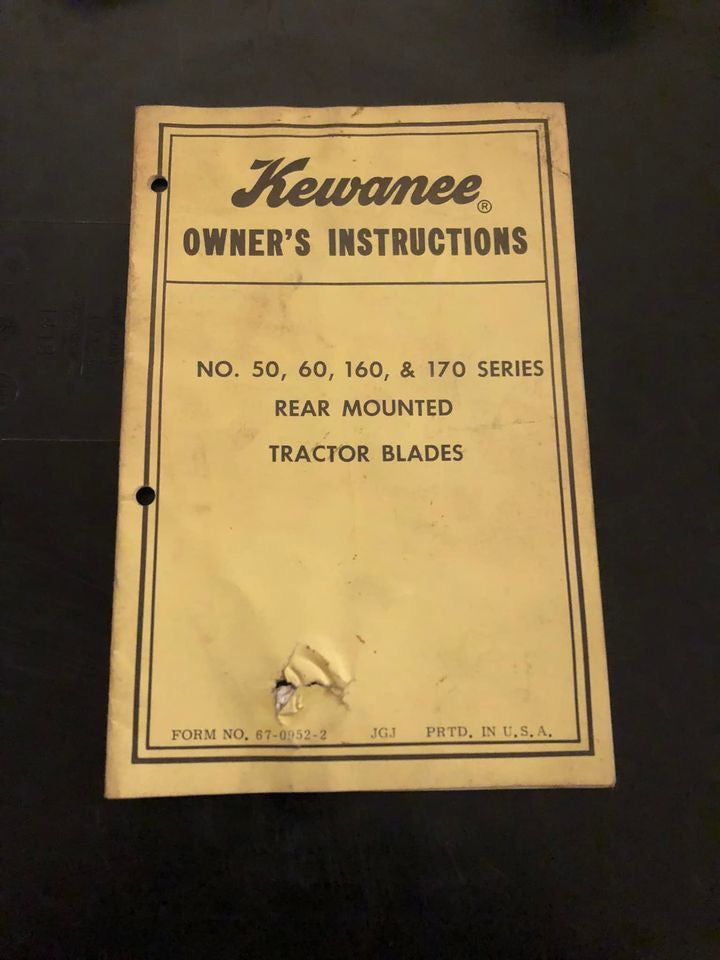 Kewanee®
OWNER'S INSTRUCTIONS
NO. 50, 60, 160, & 170 SERIES
REAR MOUNTED
TRACTOR BLADES
FORM NO. 67-0952-2 JGJ PRTD. IN U.S.A.